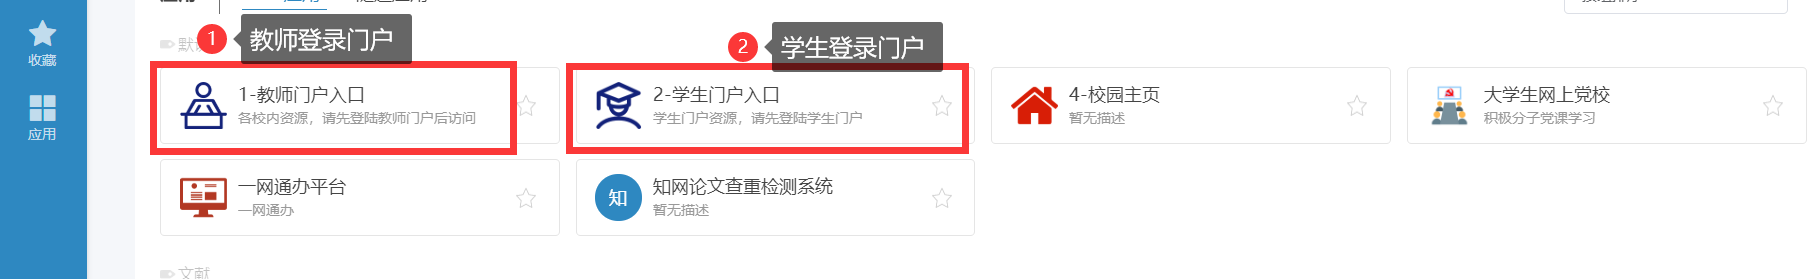 收藏
应用
1 教师登录门户
2 学生登录门户
1-教师门户入口
各校内资源，请先登陆教师门户后访问
2-学生门户入口
学生门户资源，请先登陆学生门户
4-校园主页
暂无描述
大学生网上党校
积极分子党课学习
一网通办平台
一网通办
知
知网论文查重检测系统
暂无描述
文献